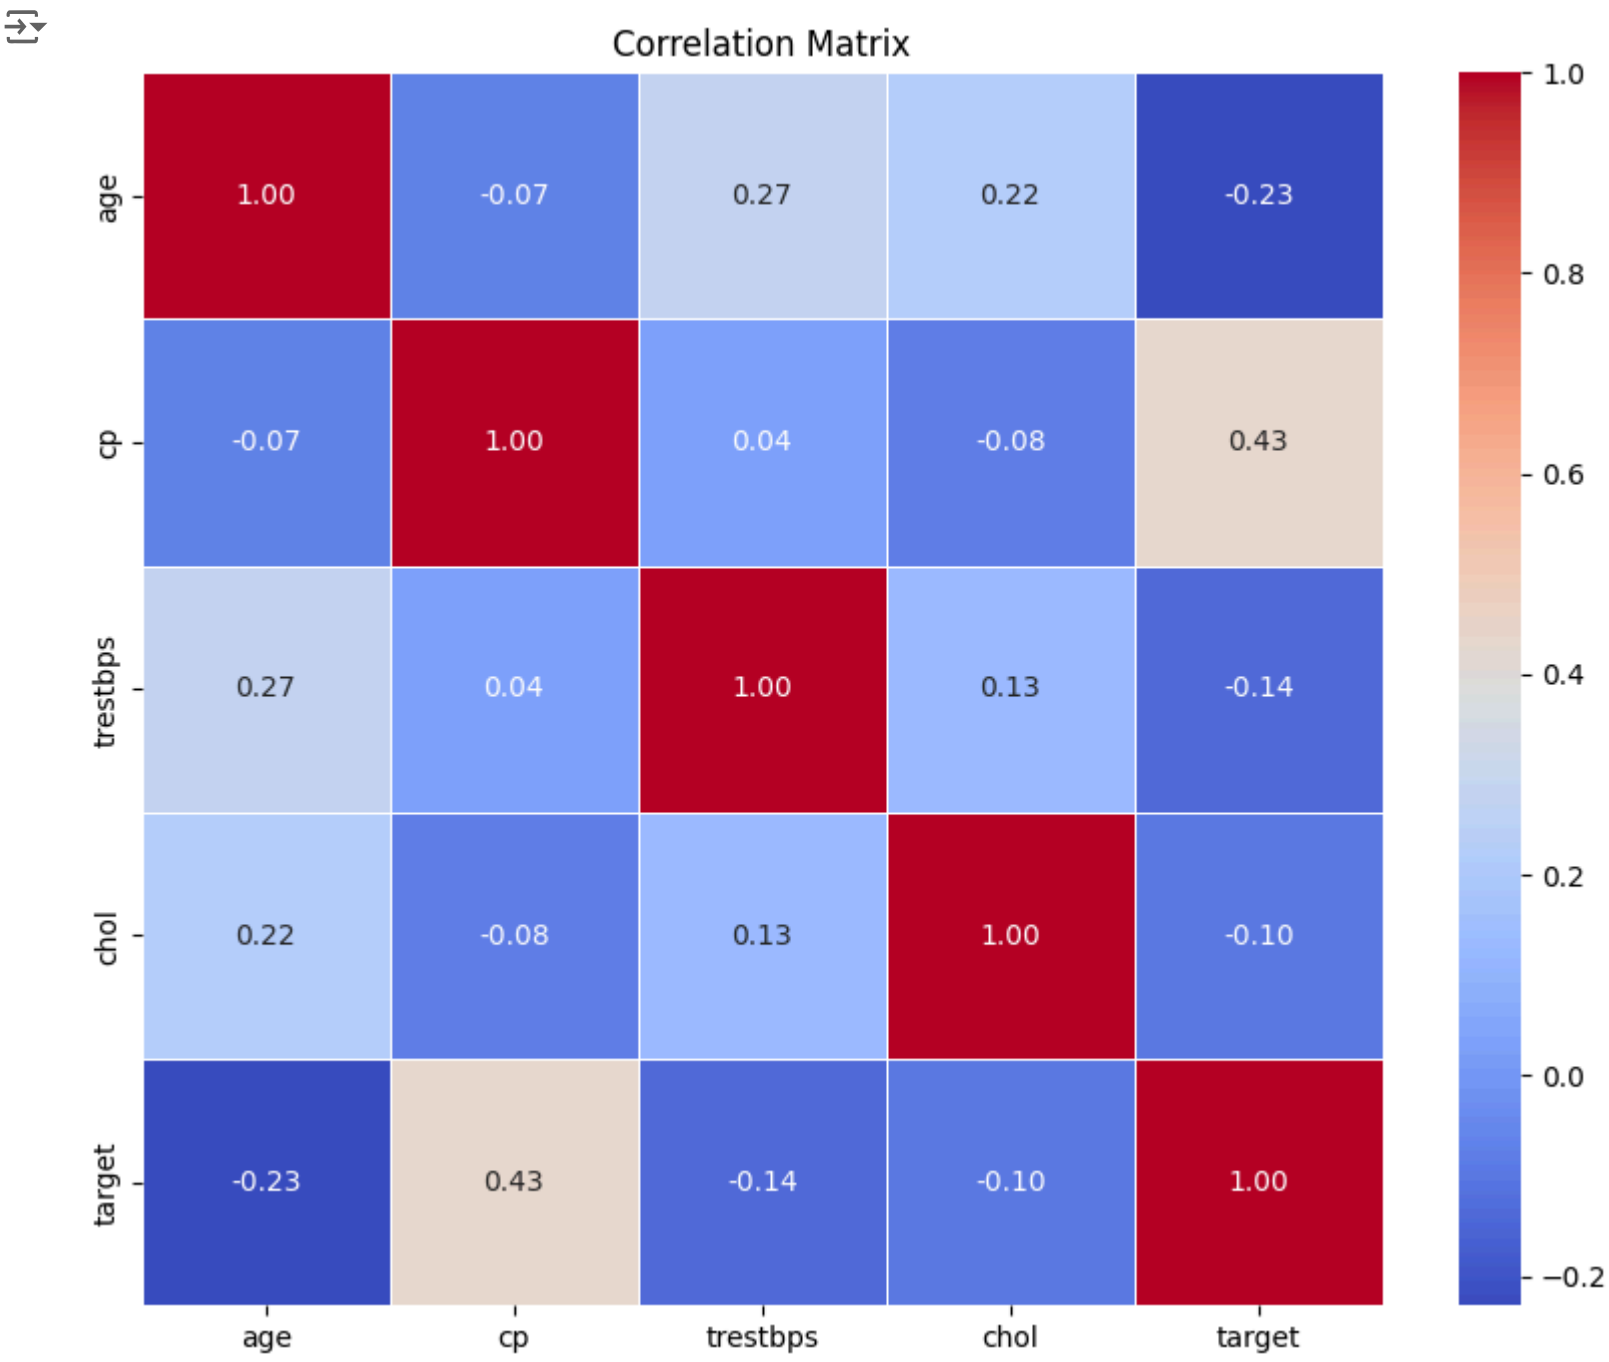 Correlation Matrix
age 1.00 -0.07 0.27 0.22 -0.23
cp -0.07 1.00 0.04 -0.08 0.43
trestbps 0.27 0.04 1.00 0.13 -0.14
chol 0.22 -0.08 0.13 1.00 -0.10
target -0.23 0.43 -0.14 -0.10 1.00
age cp trestbps chol target
1.0
0.8
0.6
0.4
0.2
0.0
−0.2